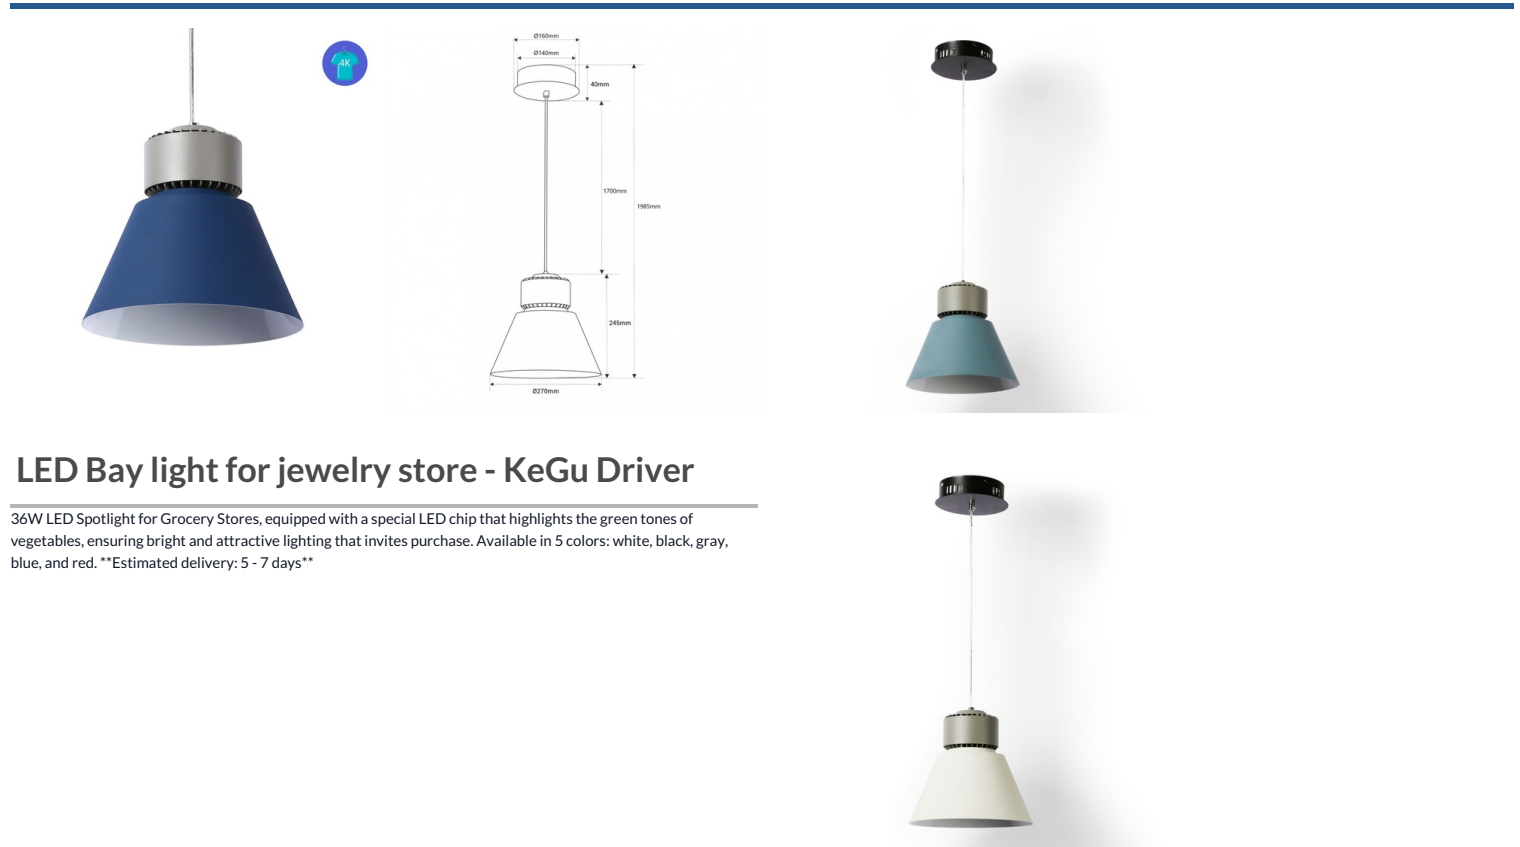 4K
Ø160mm
Ø140mm
40mm
1700mm
1985mm
245mm
Ø270mm
LED Bay light for jewelry store - KeGu Driver
36W LED Spotlight for Grocery Stores, equipped with a special LED chip that highlights the green tones of
vegetables, ensuring bright and attractive lighting that invites purchase. Available in 5 colors: white, black, gray,
blue, and red. **Estimated delivery: 5 - 7 days**